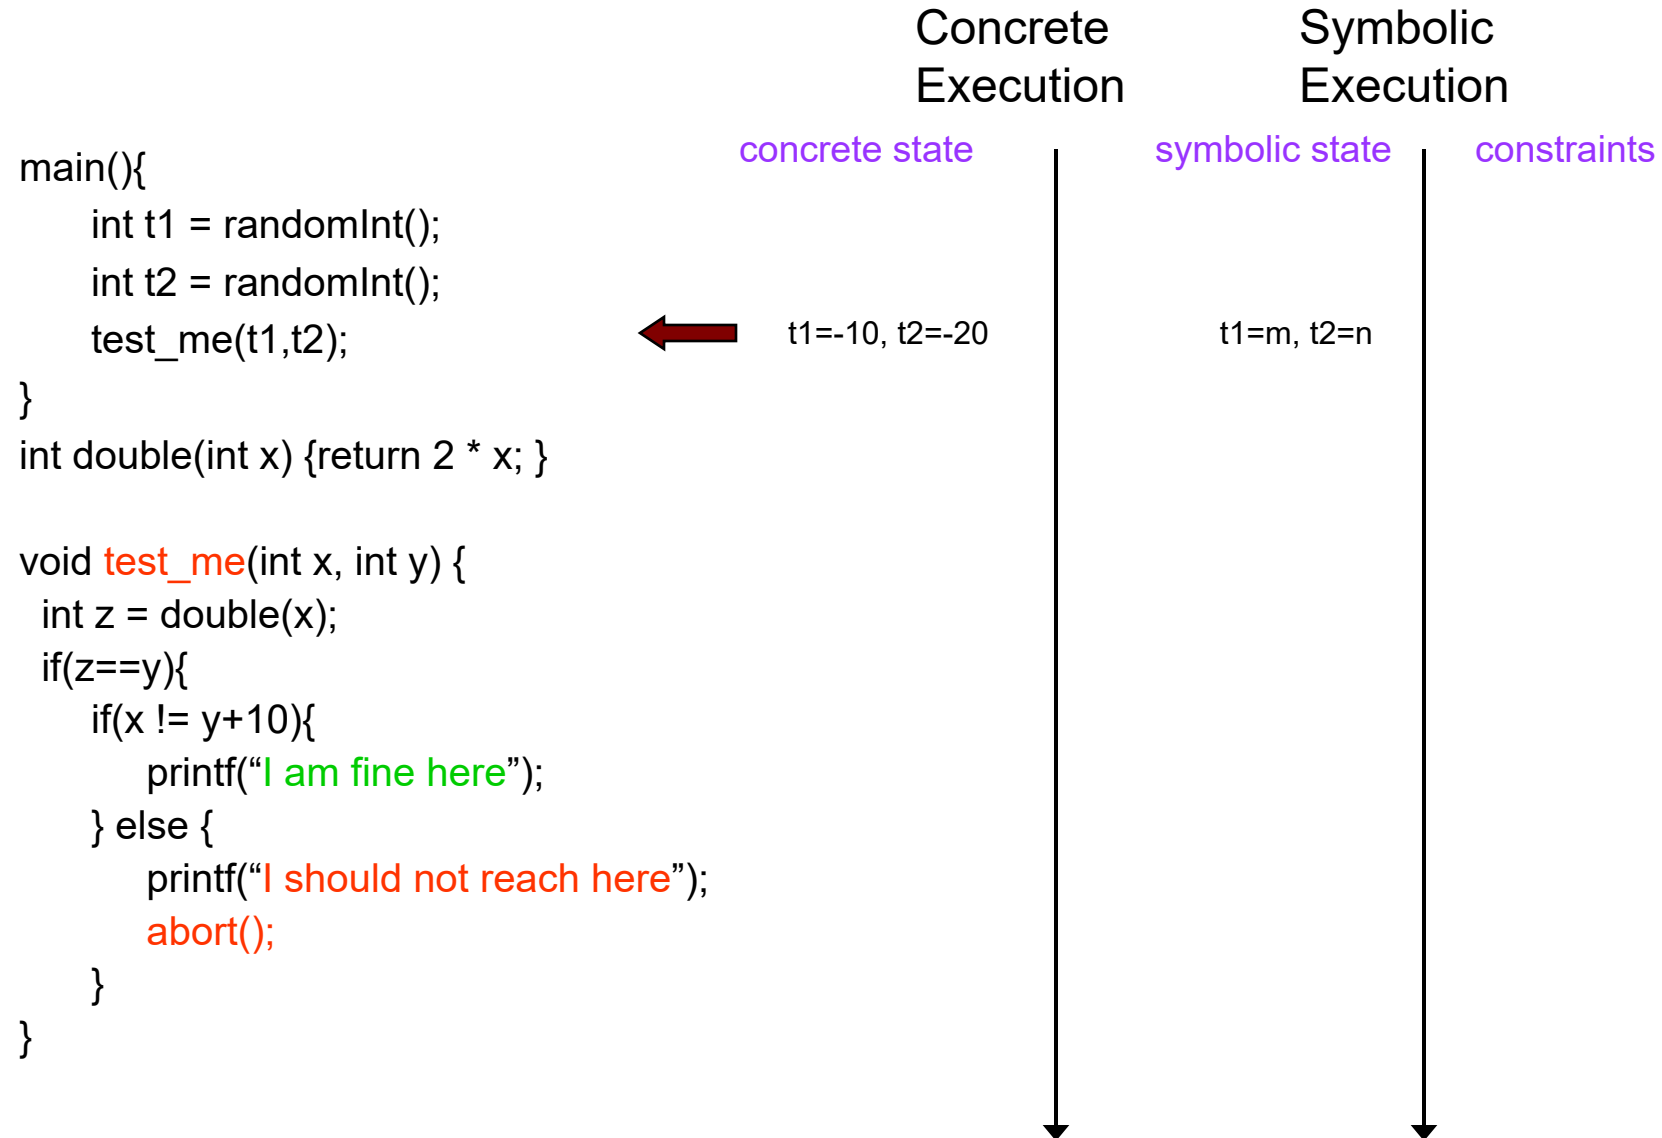 Concrete
Execution
Symbolic
Execution
concrete state
symbolic state
constraints
main(){
int t1 = randomInt();
int t2 = randomInt();
test_me(t1,t2);
t1=-10, t2=-20
t1=m, t2=n
}
int double(int x) {return 2 * x; }
void test_me(int x, int y) {
int z = double(x);
if(z==y){
if(x != y+10){
printf(“I am fine here”);
} else {
printf(“I should not reach here”);
abort();
}
}